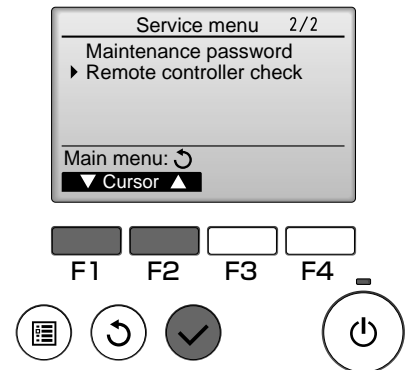 Service menu 2/2
Maintenance password
Remote controller check
Main menu:
Cursor
F1 F2 F3 F4